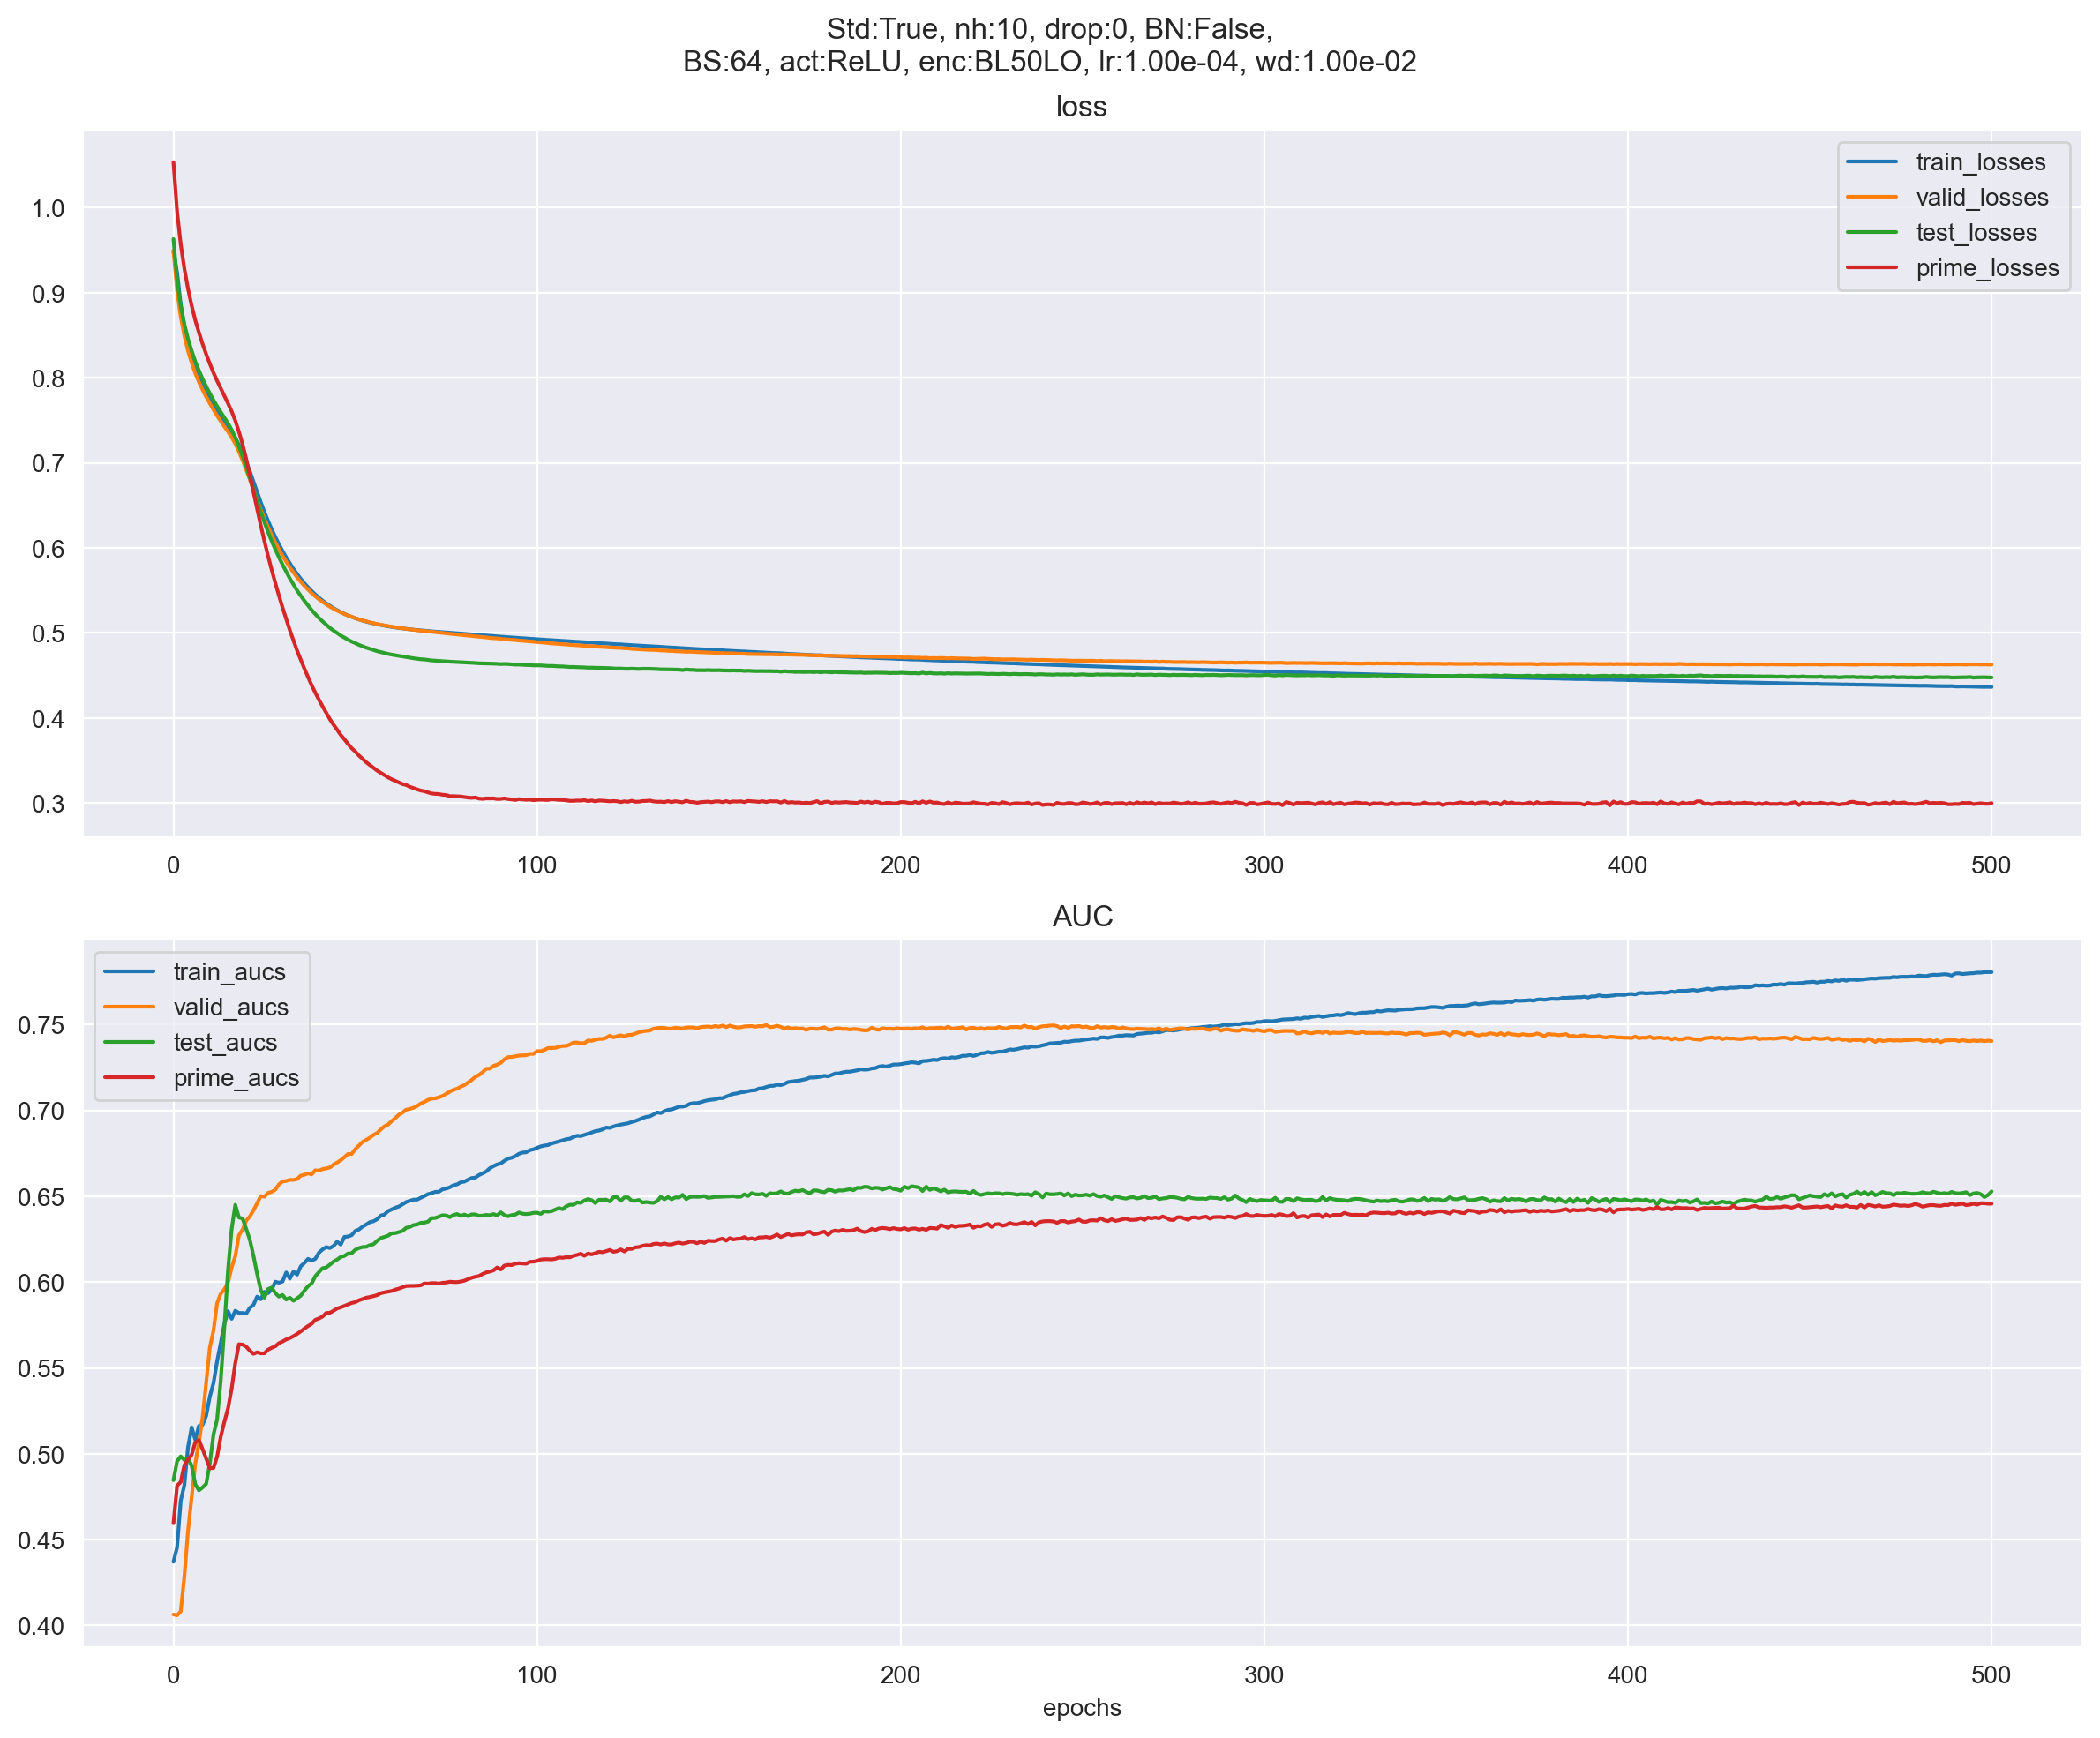 Std:True, nh:10, drop:0, BN:False,
BS:64, act:ReLU, enc:BL50LO, lr:1.00e-04, wd:1.00e-02
loss
train_losses
valid_losses
test_losses
prime_losses
1.0
0.9
0.8
0.7
0.6
0.5
0.4
0.3
0 100 200 300 400 500
AUC
train_aucs
valid_aucs
test_aucs
prime_aucs
0.75
0.70
0.65
0.60
0.55
0.50
0.45
0.40
0 100 200 300 400 500
epochs